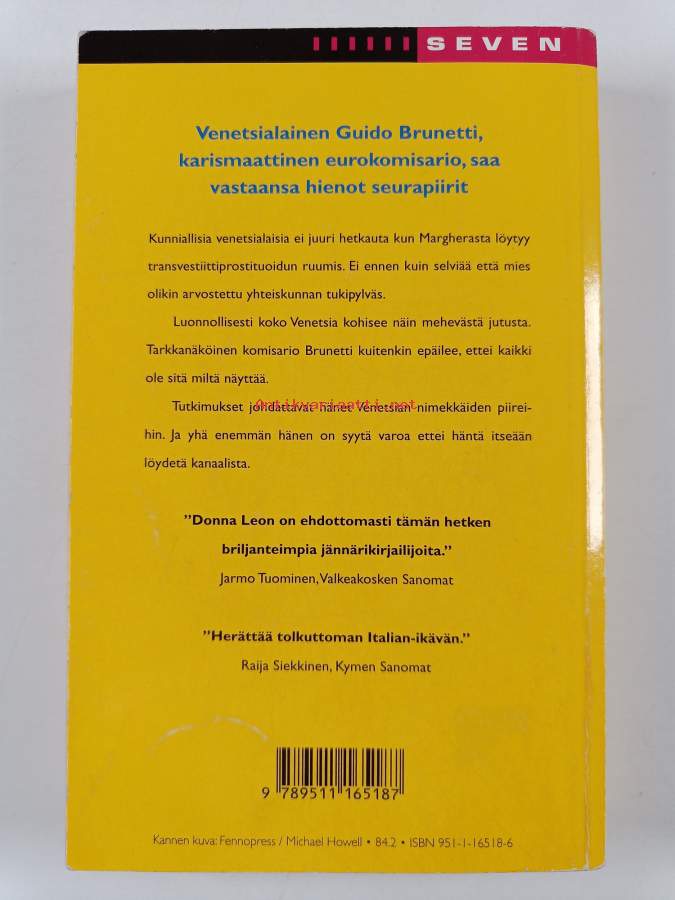 SEVEN
Venetsialainen Guido Brunetti,
karismaattinen eurokomisario, saa
vastaansa hienot seurapiirit
Kunniallisia venetsialaisia ei juuri hetkauta kun Margherasta löytyy
transvestiittiprostituoidun ruumis. Ei ennen kuin selviää että mies
olikin arvostettu yhteiskunnan tukipylväs.
Luonnollisesti koko Venetsia kohisee näin mehevästä jutusta.
Tarkkanäköinen komisario Brunetti kuitenkin epäilee, ettei kaikki
ole sitä miltä näyttää.
Antikvariaatti.net
Tutkimukset johdattavat hänet Venetsian nimekkäiden piirei-
hin. Ja yhä enemmän hänen on syytä varoa ettei häntä itseään
löydetä kanaalista.
"Donna Leon on ehdottomasti tämän hetken
briljanteimpia jännärikirjailijoita."
Jarmo Tuominen, Valkeakosken Sanomat
"Herättää tolkuttoman Italian-ikävän."
Raija Siekkinen, Kymen Sanomat
9 789511 165187
Kannen kuva: Fennopress / Michael Howell • 84.2 • ISBN 951-1-16518-6